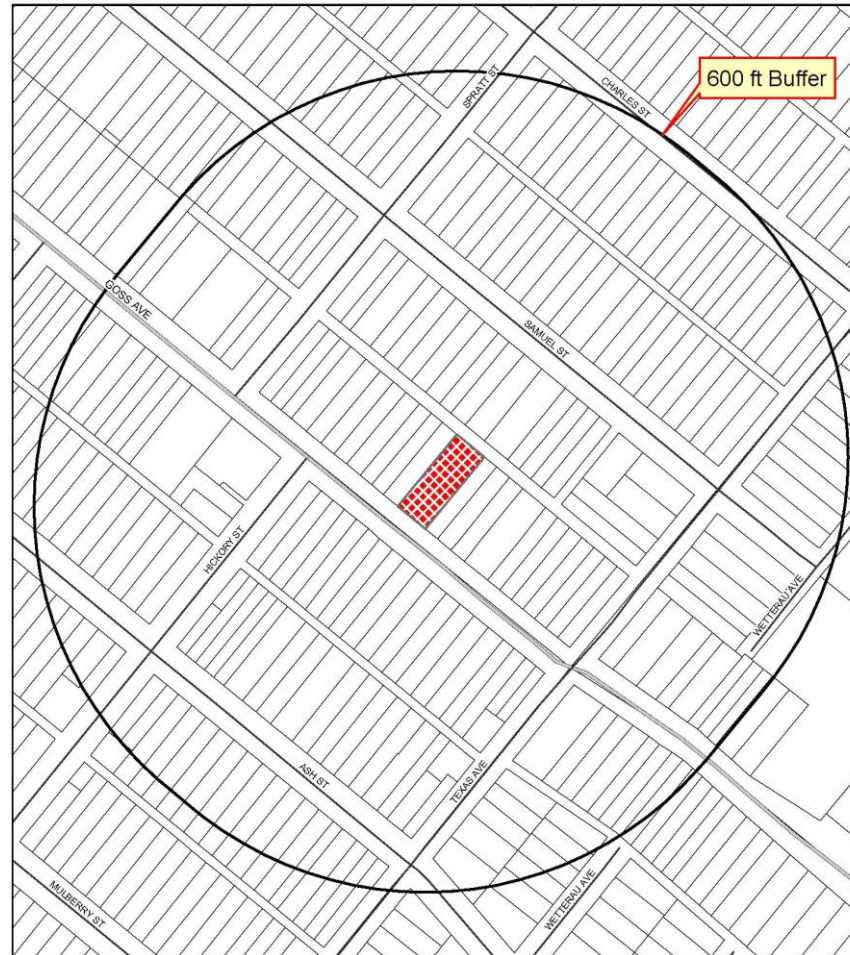 SPRATT ST
CHARLES ST
600 ft Buffer
GOSS AVE
SAMUEL ST
HICKORY ST
WETTERAU AVE
ASH ST
TEXAS AVE
MULBERRY ST
WETTERAU AVE